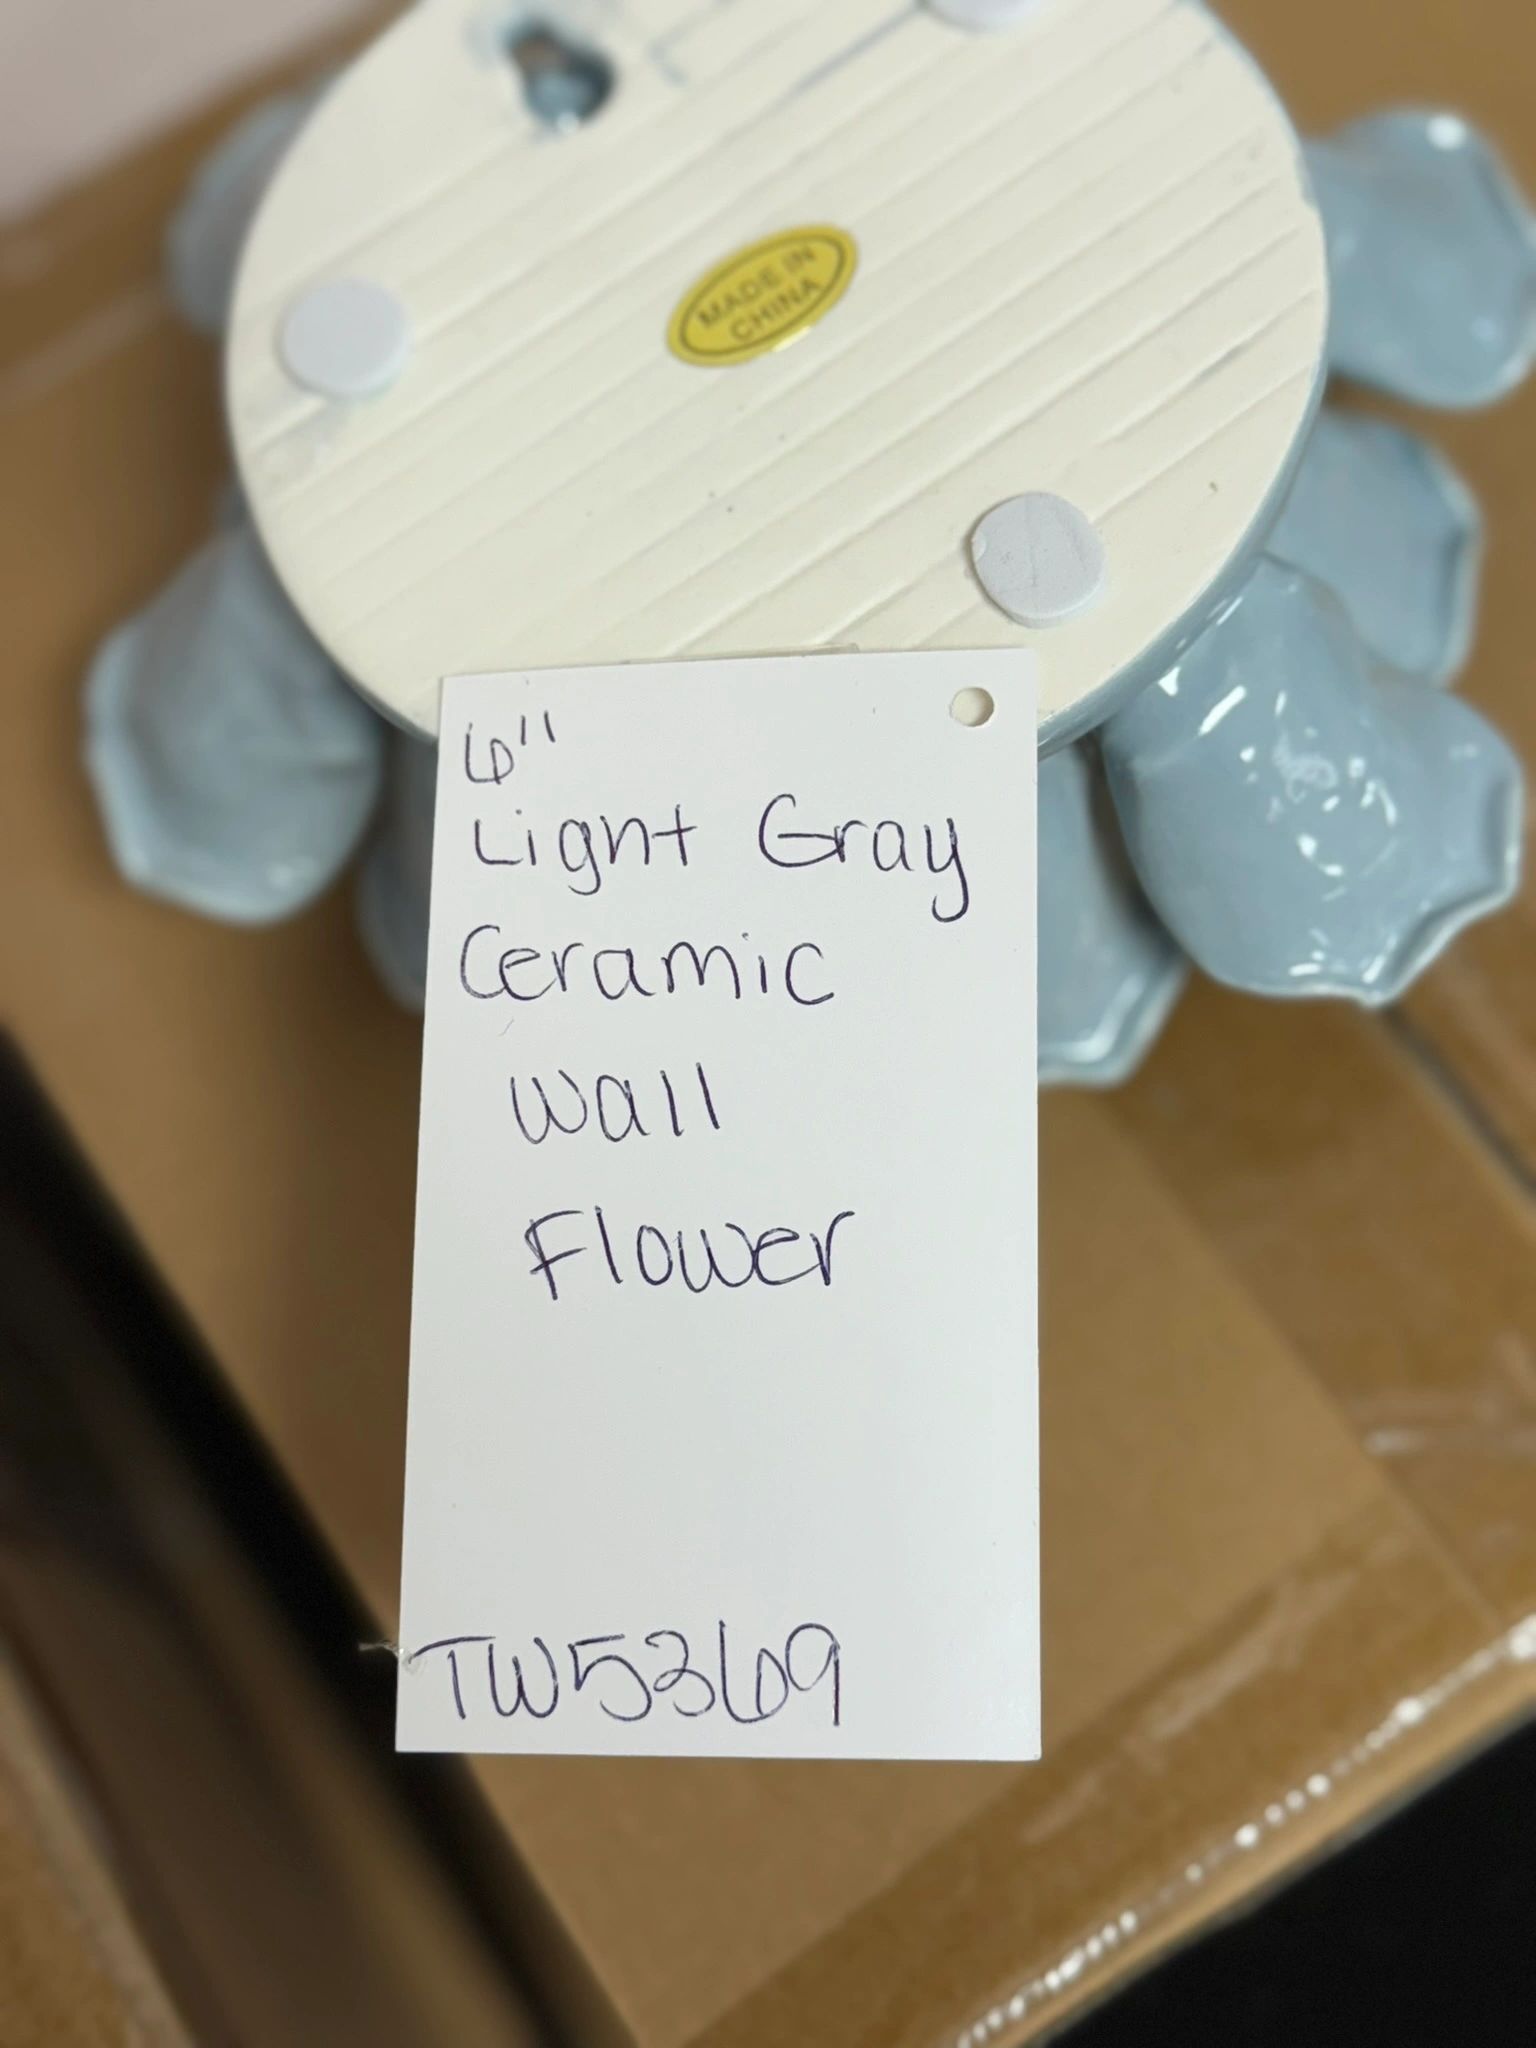 MADE IN
CHINA
6"
Light Gray
Ceramic
Wall
Flower
TW5369